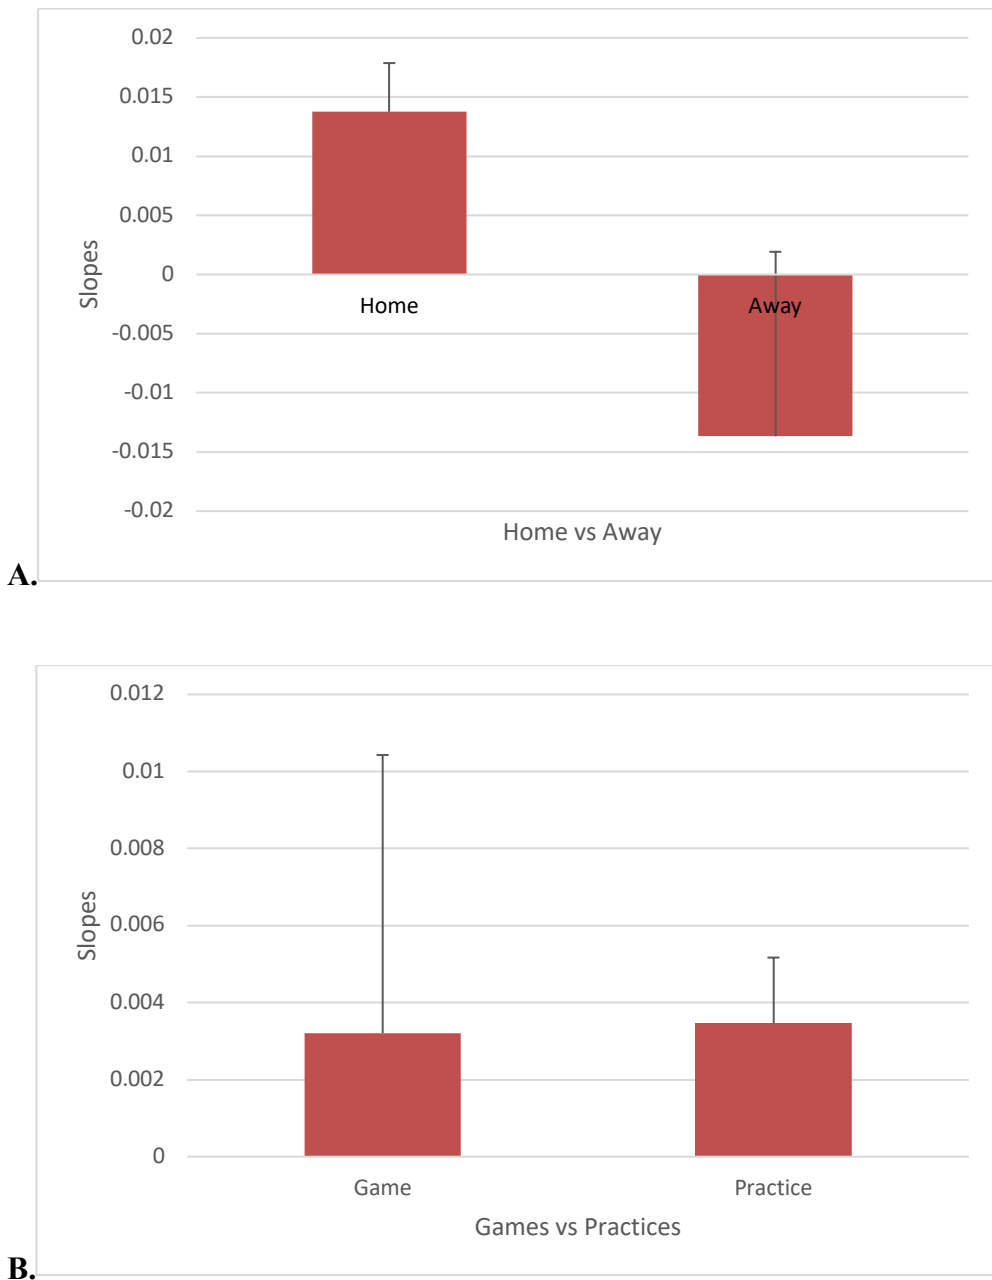 0.02
0.015
0.01
0.005
0
-0.005
-0.01
-0.015
-0.02
Slopes
Home
Away
Home vs Away
A.
0.012
0.01
0.008
0.006
0.004
0.002
0
Slopes
Game
Practice
Games vs Practices
B.